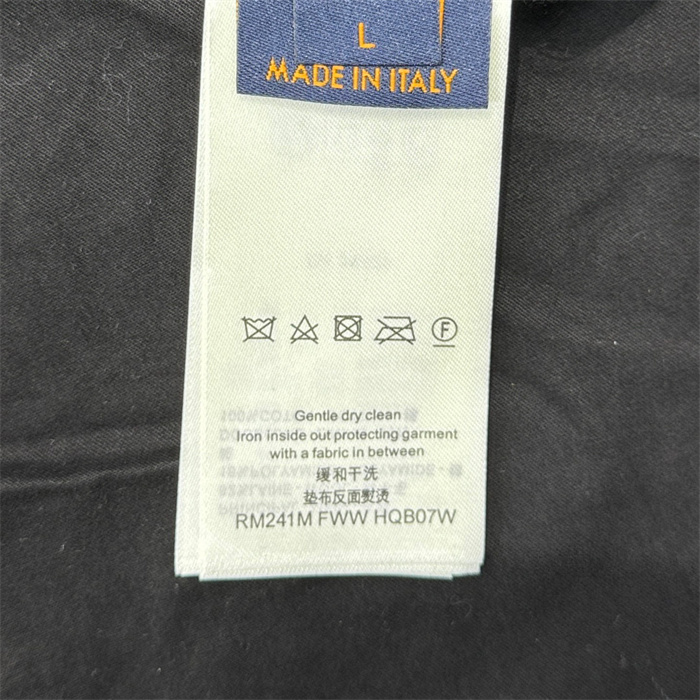 L
MADE IN ITALY
F
Gentle dry clean
Iron inside out protecting garment
with a fabric in between
缓和干洗
垫布反面熨烫
RM241M FWW HQB07W